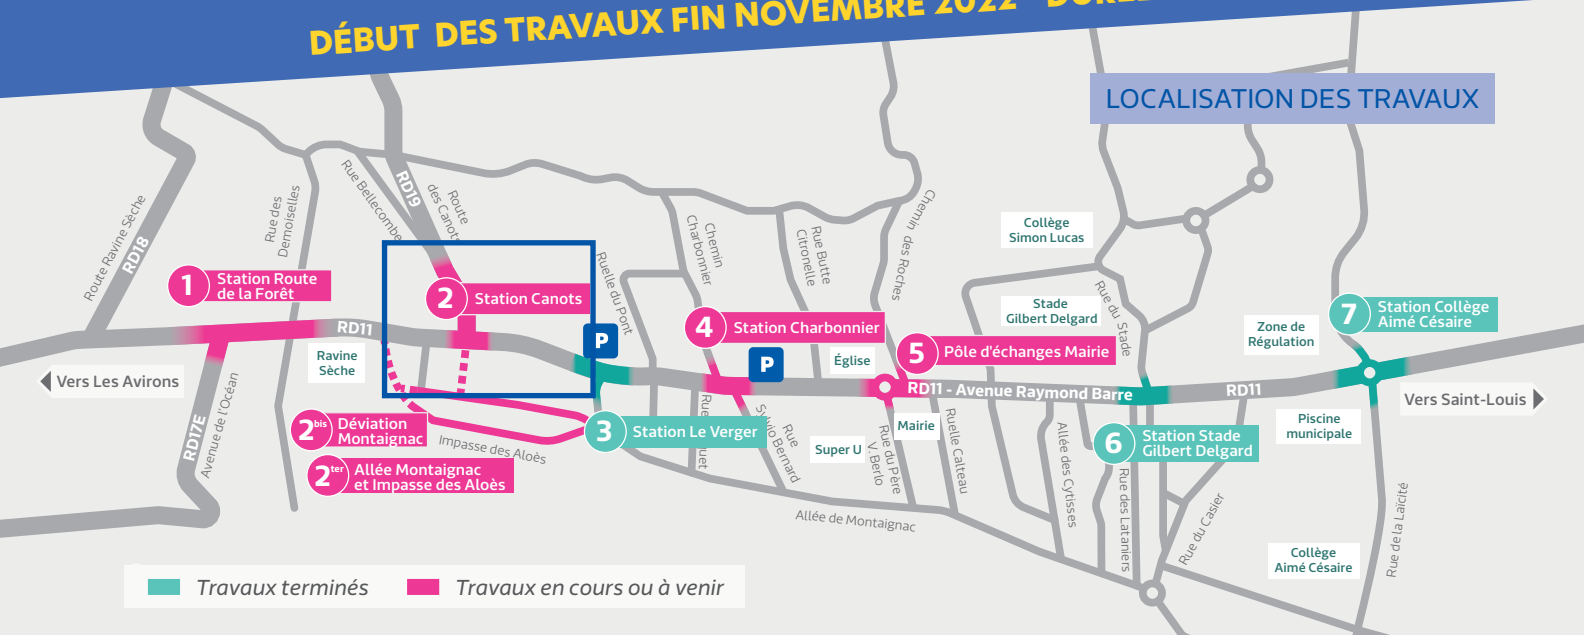 DÉBUT DES TRAVAUX FIN NOVEMBRE 2022
LOCALISATION DES TRAVAUX
Route Ravine Sèche
RD18
Rue des
Demoiselles
Rue Bellecombe
RD19
Route
des Canots
Ruelle du Pont
Chemin
Charbonnier
Rue Butte
Citronelle
Chemin des Roches
Collège
Simon Lucas
Stade
Gilbert Delgard
Rue du Stade
Zone de
Régulation
1 Station Route
de la Forêt
2 Station Canots
P
4 Station Charbonnier
P
Église
5 Pôle d'échanges Mairie
7 Station Collège
Aimé Césaire
RD11
Ravine
Sèche
RD11 - Avenue Raymond Barre
RD11
Vers Les Avirons
Vers Saint-Louis
RD17E
Avenue de l'Océan
2bis Déviation
Montaignac
2ter Allée Montaignac
et Impasse des Aloès
Impasse des Aloès
3 Station Le Verger
Rue
Rue
Sylvio Bernard
Super U
Mairie
Rue du Père
V. Berlo
Ruelle Calteau
Allée des Cytisses
6 Station Stade
Gilbert Delgard
Piscine
municipale
Rue des Lataniers
Rue du Casier
Rue de la Laïcité
Collège
Aimé Césaire
Allée de Montaignac
Travaux terminés
Travaux en cours ou à venir